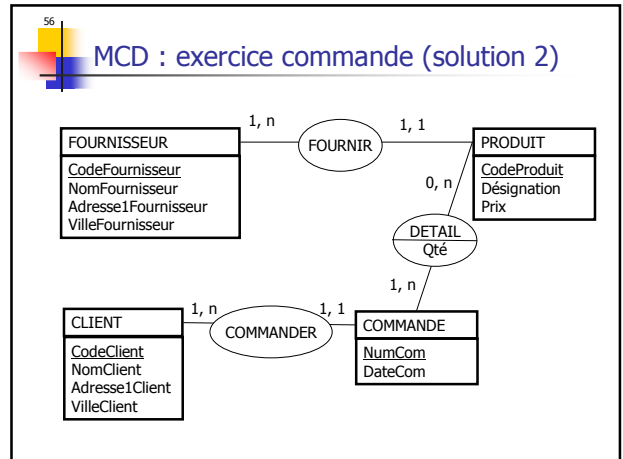 56
MCD : exercice commande (solution 2)
1, n
1, 1
FOURNISSEUR
FOURNIR
PRODUIT
CodeFournisseur
NomFournisseur
Adresse1Fournisseur
VilleFournisseur
CodeProduit
Désignation
Prix
0, n
DETAIL
Qté
1, n
1, n
1, 1
CLIENT
COMMANDER
COMMANDE
CodeClient
NomClient
Adresse1Client
VilleClient
NumCom
DateCom